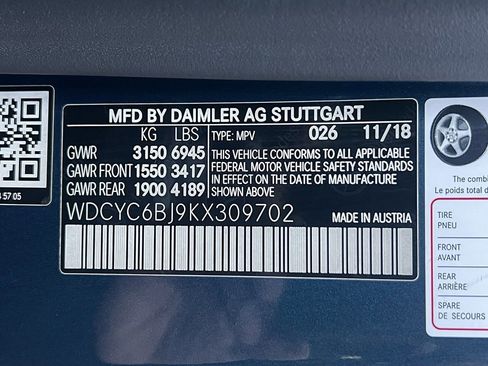 MFD BY DAIMLER AG STUTTGART
KG LBS TYPE: MPV 026 11/18
GWR 3150 6945 THIS VEHICLE CONFORMS TO ALL APPLICABLE
GAWR FRONT 1550 3417 FEDERAL MOTOR VEHICLE SAFETY STANDARDS
GAWR REAR 1900 4189 IN EFFECT ON THE DATE OF MANUFACTURE
WDCYC6BJ9KX309702 MADE IN AUSTRIA
5705
The combi
Le poids total d
TIRE
PNEU
FRONT
AVANT
REAR
ARRIÈRE
SPARE
DE SECOURS